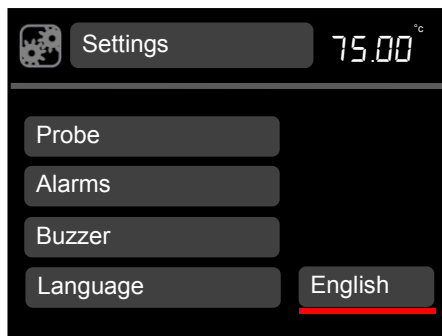 Settings 75.00 °c
Probe
Alarms
Buzzer
Language English